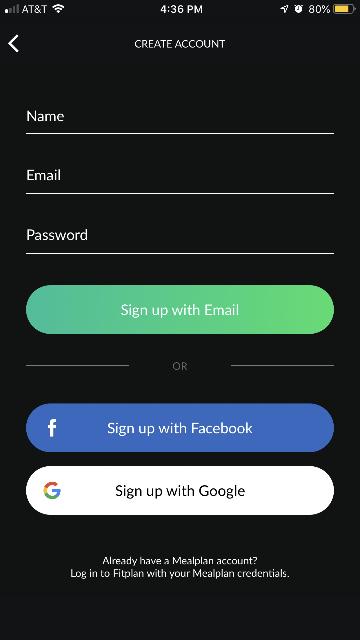 AT&T 4:36 PM 80%
CREATE ACCOUNT
Name
Email
Password
Sign up with Email
OR
Sign up with Facebook
Sign up with Google
Already have a Mealplan account?
Log in to Fitplan with your Mealplan credentials.